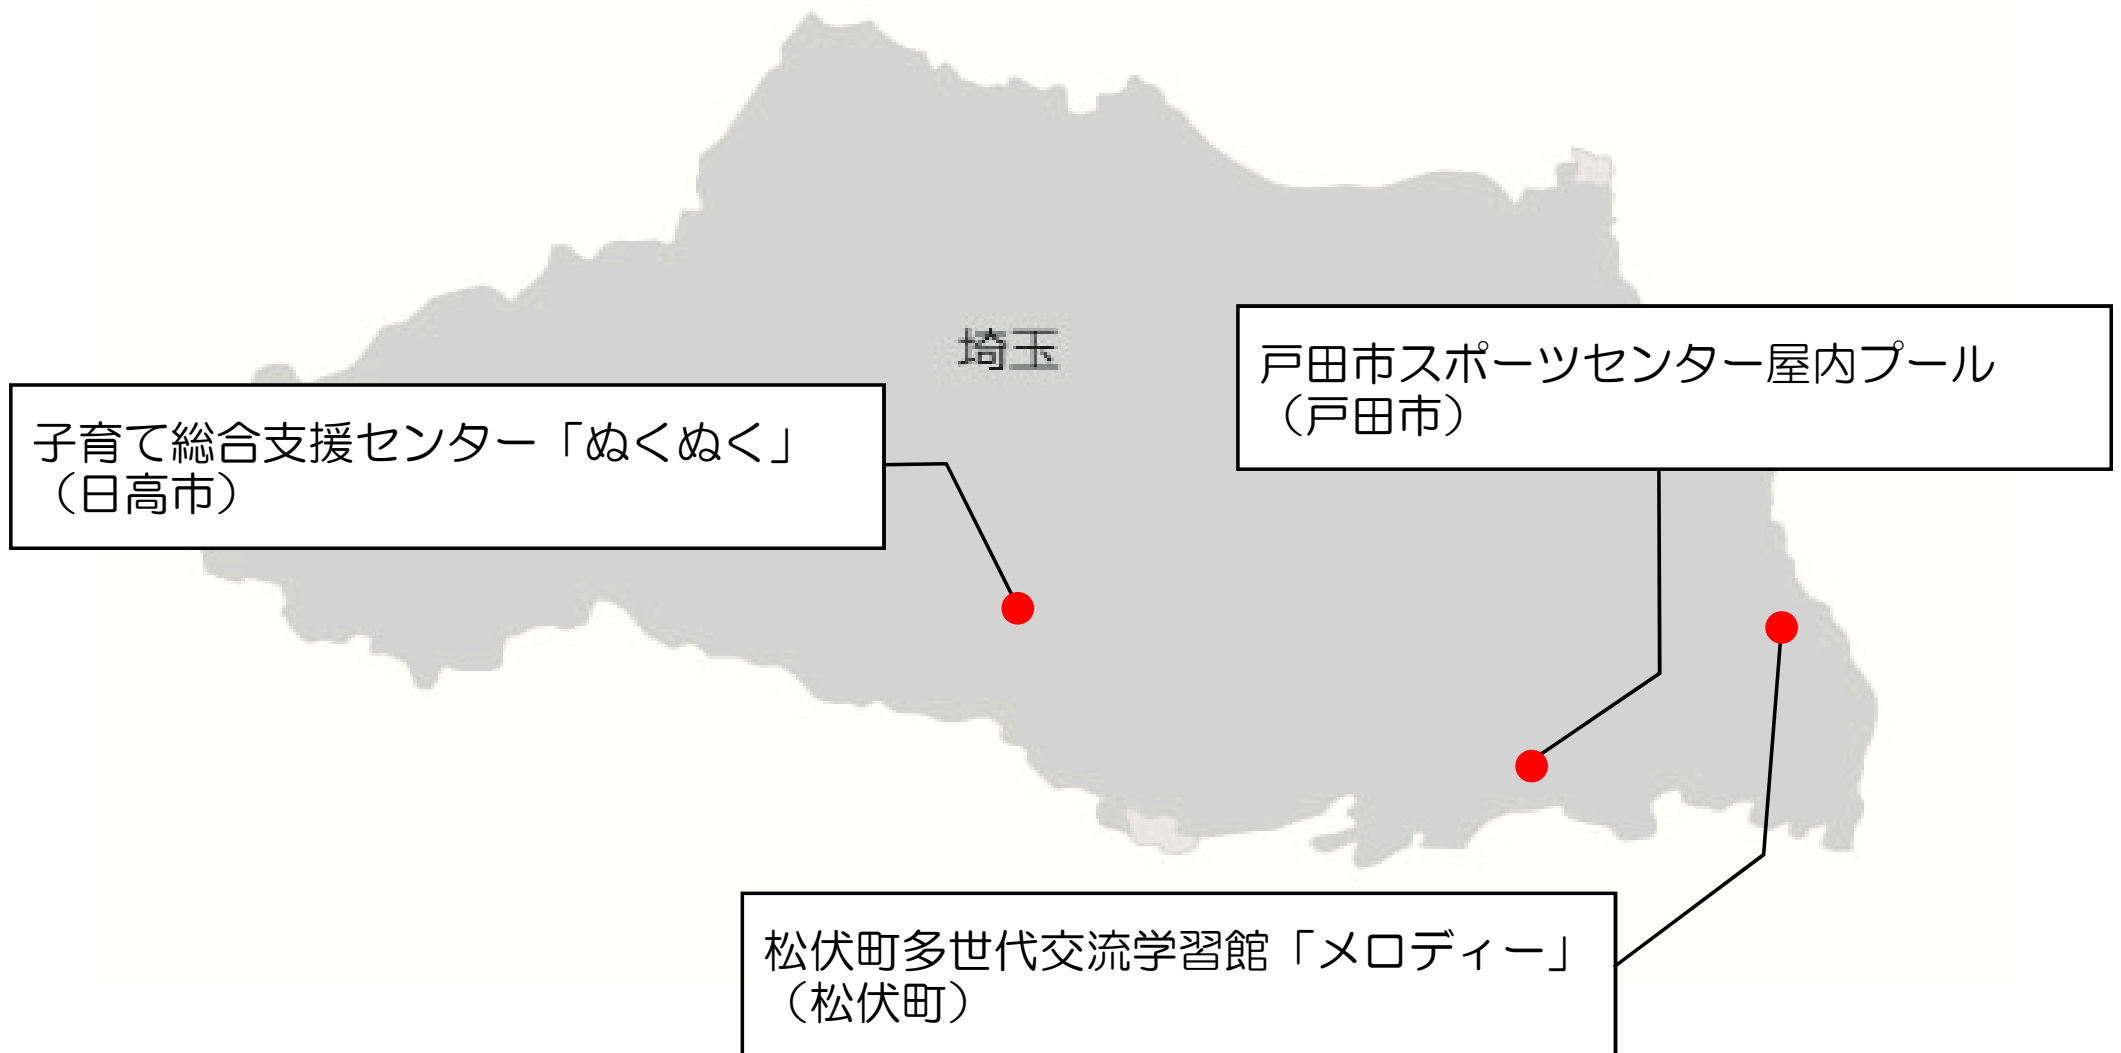 埼玉
戸田市スポーツセンター屋内プール
（戸田市）
子育て総合支援センター「ぬくぬく」
（日高市）
松伏町多世代交流学習館「メロディー」
（松伏町）